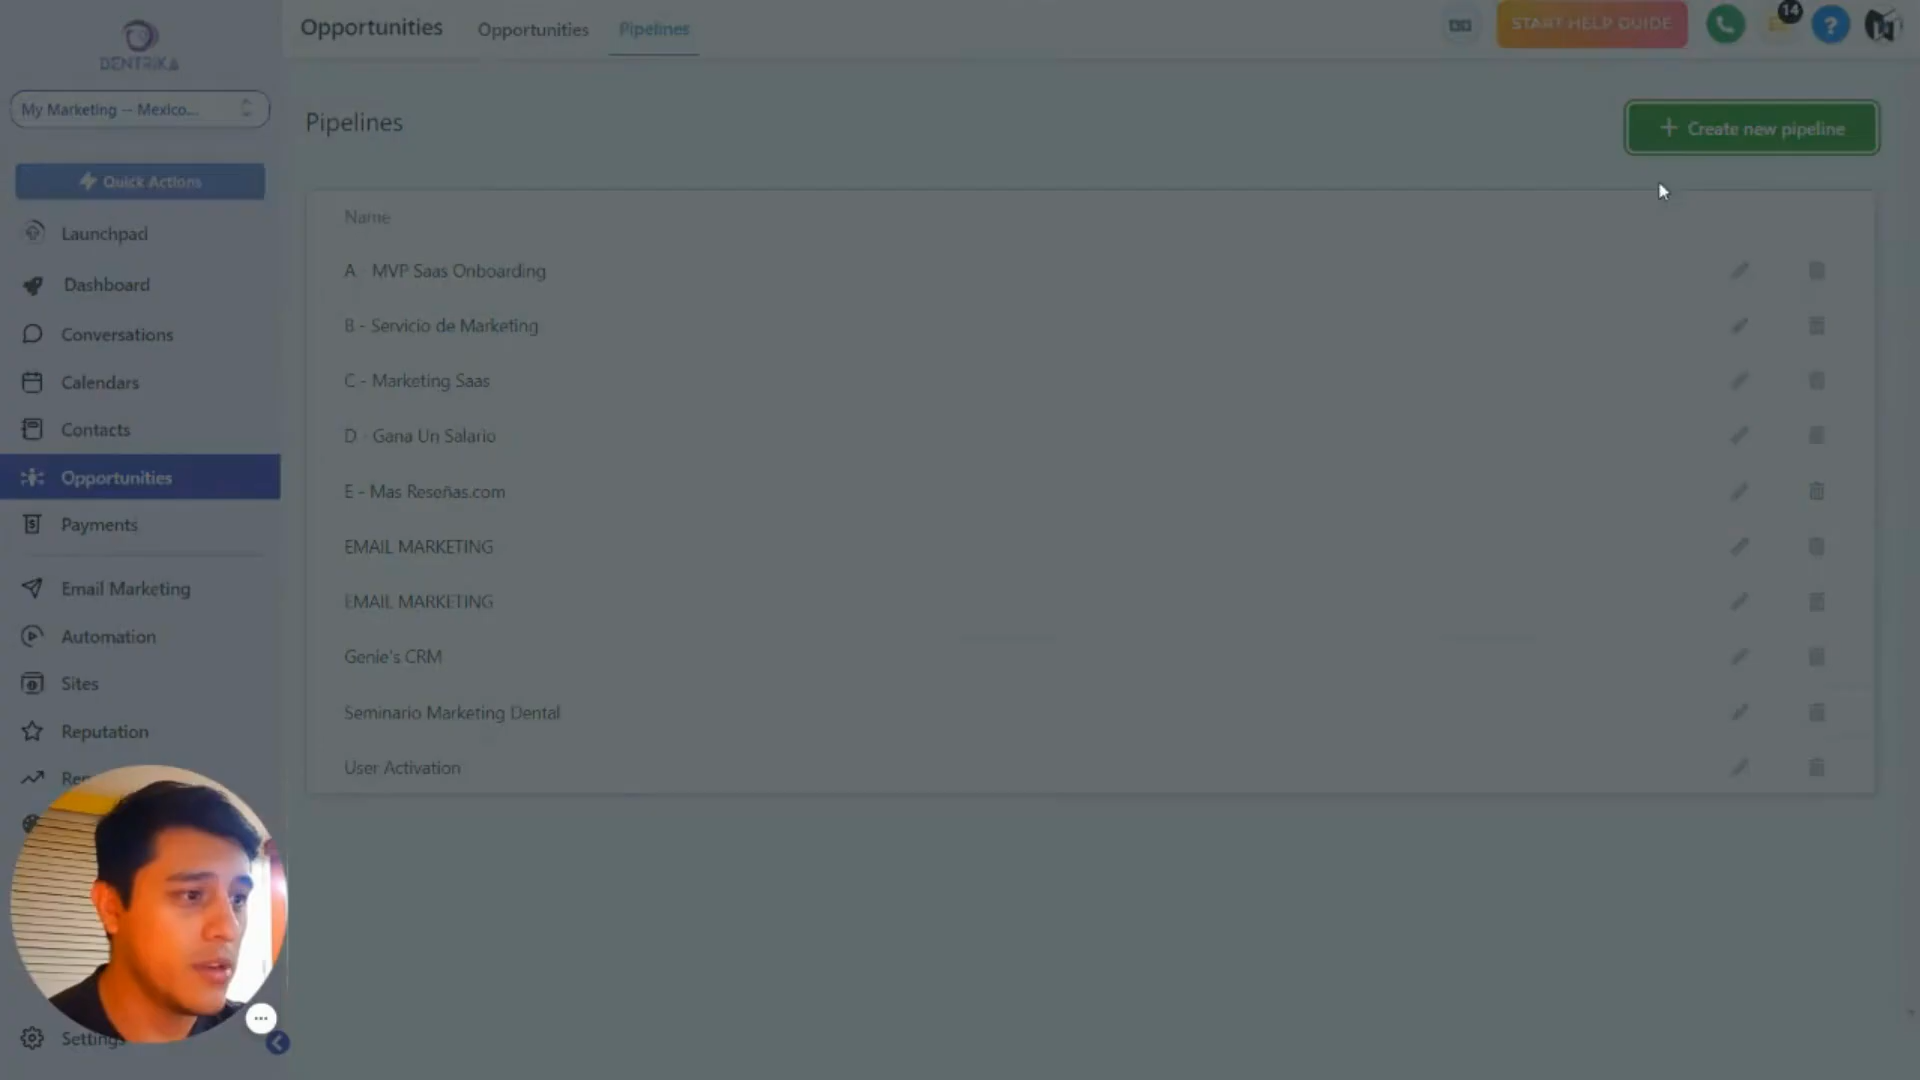 DENTRIKA
My Marketing -- Mexico...
Quick Actions
Launchpad
Dashboard
Conversations
Calendars
Contacts
Opportunities
Payments
Email Marketing
Automation
Sites
Reputation
Settings
Opportunities
Opportunities
Pipelines
START HELP GUIDE
14
?
Pipelines
+ Create new pipeline
Name
A - MVP Saas Onboarding
B - Servicio de Marketing
C - Marketing Saas
D - Gana Un Salario
E - Mas Reseñas.com
EMAIL MARKETING
EMAIL MARKETING
Genie's CRM
Seminario Marketing Dental
User Activation